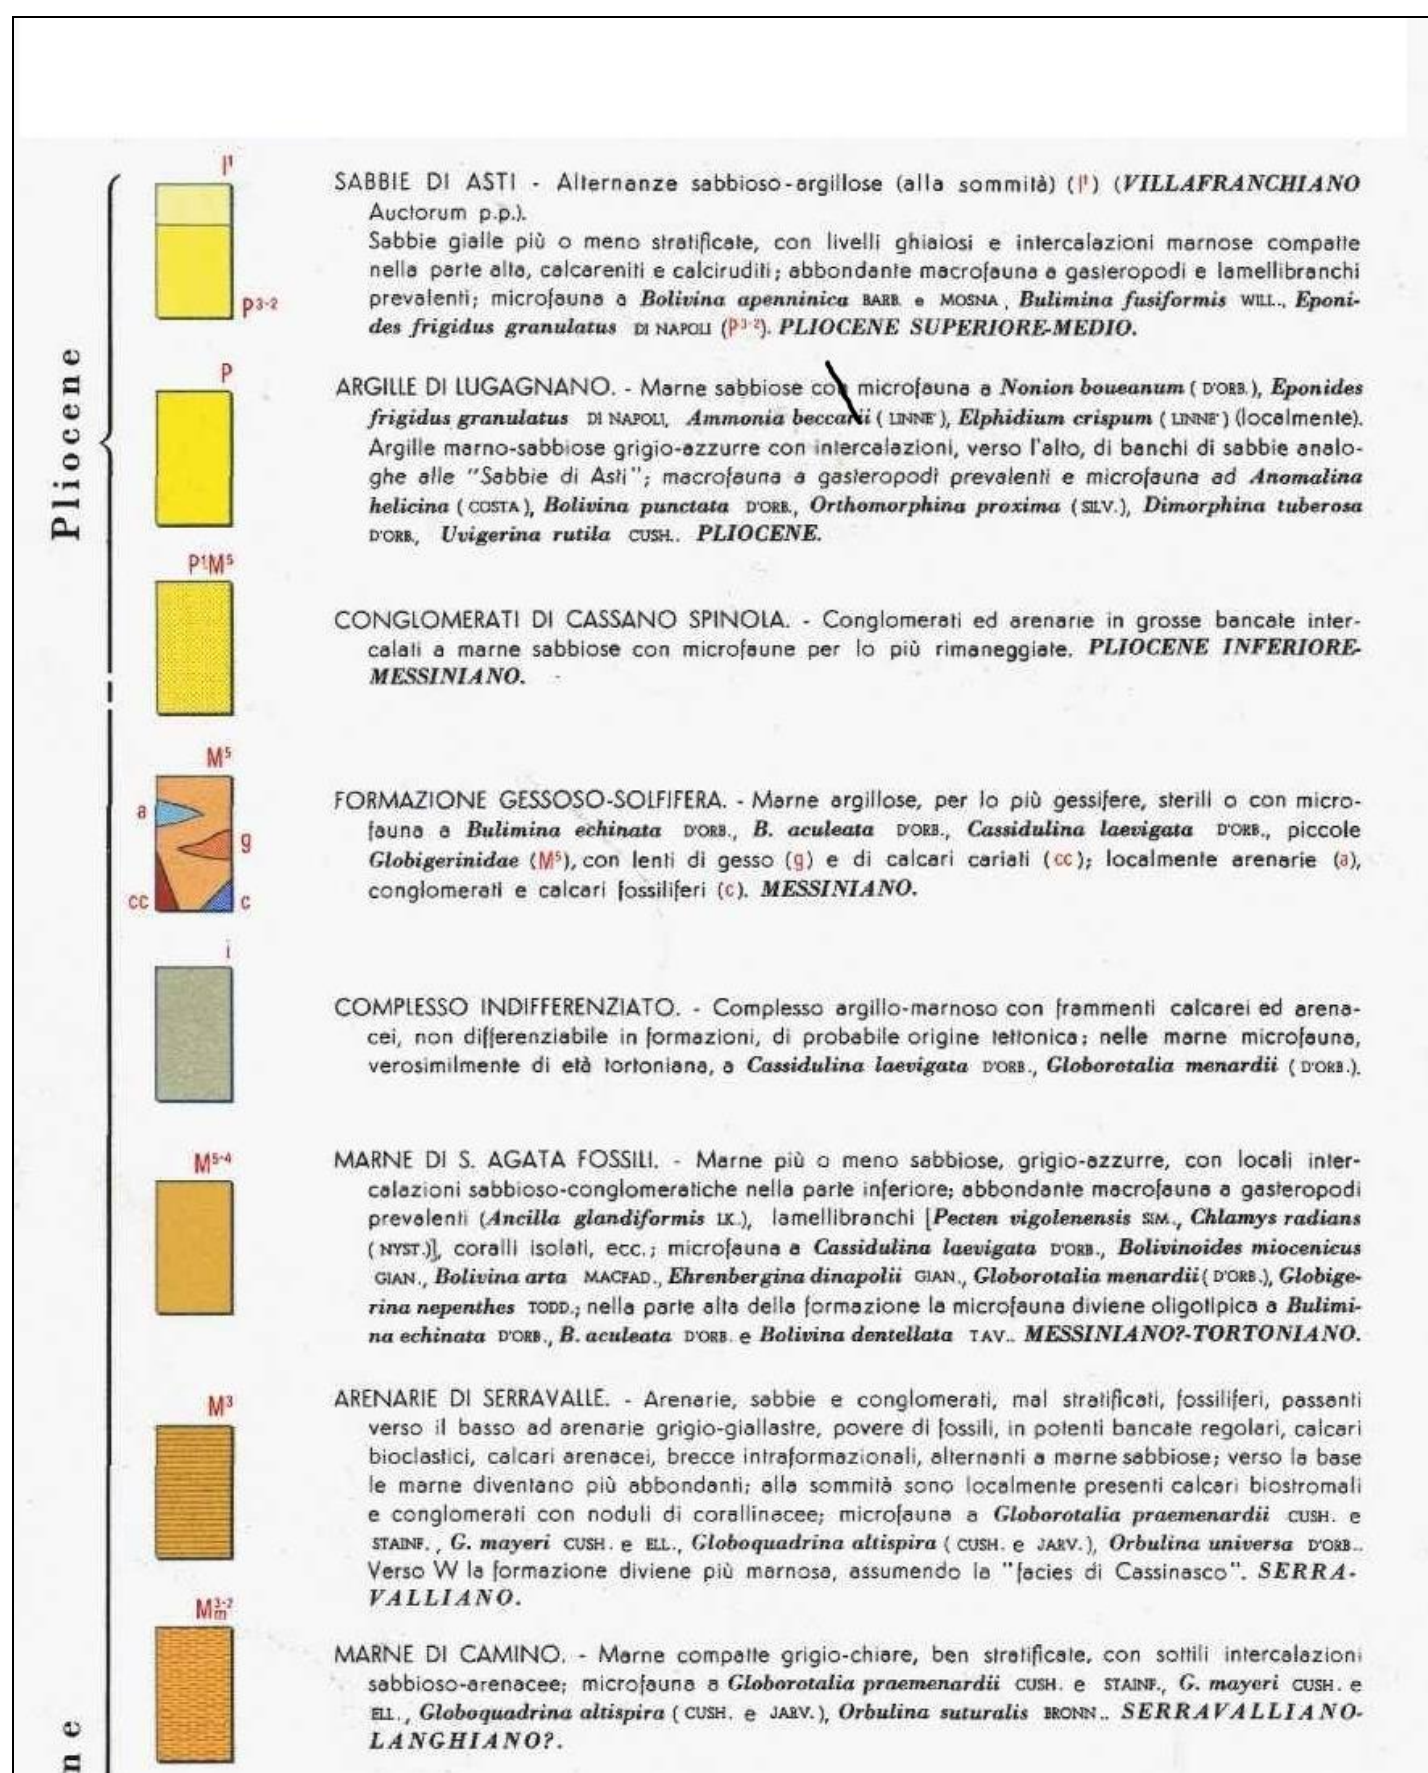 l¹
SABBIE DI ASTI - Alternanze sabbioso-argillose (alla sommità) (l¹) (VILLAFRANCHIANO
Auctorum p.p.).
Sabbie gialle più o meno stratificate, con livelli ghiaiosi e intercalazioni marnose compatte
nella parte alta, calcareniti e calciruditi; abbondante macrofauna a gasteropodi e lamellibranchi
P³⁻²
prevalenti; microfauna a Bolivina apenninica BARB. e MOSNA, Bulimina fusiformis WILL., Eponi-
des frigidus granulatus DI NAPOLI (P³⁻²). PLIOCENE SUPERIORE-MEDIO.
Pliocene
P
ARGILLE DI LUGAGNANO. - Marne sabbiose con microfauna a Nonion boueanum (D'ORB.), Eponides
frigidus granulatus DI NAPOLI, Ammonia beccarii (LINNE'), Elphidium crispum (LINNE') (localmente).
Argille marno-sabbiose grigio-azzurre con intercalazioni, verso l'alto, di banchi di sabbie analo-
ghe alle "Sabbie di Asti"; macrofauna a gasteropodi prevalenti e microfauna ad Anomalina
helicina (COSTA), Bolivina punctata D'ORB., Orthomorphina proxima (SILV.), Dimorphina tuberosa
D'ORB., Uvigerina rutila CUSH.. PLIOCENE.
P¹M⁵
CONGLOMERATI DI CASSANO SPINOLA. - Conglomerati ed arenarie in grosse bancate inter-
calati a marne sabbiose con microfaune per lo più rimaneggiate. PLIOCENE INFERIORE-
MESSINIANO.
M⁵
a
g
cc
c
FORMAZIONE GESSOSO-SOLFIFERA. - Marne argillose, per lo più gessifere, sterili o con micro-
fauna a Bulimina echinata D'ORB., B. aculeata D'ORB., Cassidulina laevigata D'ORB., piccole
Globigerinidae (M⁵), con lenti di gesso (g) e di calcari cariati (cc); localmente arenarie (a),
conglomerati e calcari fossiliferi (c). MESSINIANO.
i
COMPLESSO INDIFFERENZIATO. - Complesso argillo-marnoso con frammenti calcarei ed arena-
cei, non differenziabile in formazioni, di probabile origine tettonica; nelle marne microfauna,
verosimilmente di età tortoniana, a Cassidulina laevigata D'ORB., Globorotalia menardii (D'ORB.).
M⁵⁻⁴
MARNE DI S. AGATA FOSSILI. - Marne più o meno sabbiose, grigio-azzurre, con locali inter-
calazioni sabbioso-conglomeratiche nella parte inferiore; abbondante macrofauna a gasteropodi
prevalenti (Ancilla glandiformis LK.), lamellibranchi [Pecten vigolenensis SIM., Chlamys radians
(NYST.)], coralli isolati, ecc.; microfauna a Cassidulina laevigata D'ORB., Bolivinoides miocenicus
GIAN., Bolivina arta MACFAD., Ehrenbergina dinapolii GIAN., Globorotalia menardii (D'ORB.), Globige-
rina nepenthes TODD.; nella parte alta della formazione la microfauna diviene oligotipica a Bulimi-
na echinata D'ORB., B. aculeata D'ORB. e Bolivina dentellata TAV.. MESSINIANO?-TORTONIANO.
M³
ARENARIE DI SERRAVALLE. - Arenarie, sabbie e conglomerati, mal stratificati, fossiliferi, passanti
verso il basso ad arenarie grigio-giallastre, povere di fossili, in potenti bancate regolari, calcari
bioclastici, calcari arenacei, brecce intraformazionali, alternanti a marne sabbiose; verso la base
le marne diventano più abbondanti; alla sommità sono localmente presenti calcari biostromali
e conglomerati con noduli di corallinacee; microfauna a Globorotalia praemenardii CUSH. e
STAINF., G. mayeri CUSH. e ELL., Globoquadrina altispira (CUSH. e JARV.), Orbulina universa D'ORB..
Verso W la formazione diviene più marnosa, assumendo la "facies di Cassinasco". SERRA-
VALLIANO.
M³⁻²m
MARNE DI CAMINO. - Marne compatte grigio-chiare, ben stratificate, con sottili intercalazioni
sabbioso-arenacee; microfauna a Globorotalia praemenardii CUSH. e STAINF., G. mayeri CUSH. e
ELL., Globoquadrina altispira (CUSH. e JARV.), Orbulina suturalis BRONN.. SERRAVALLIANO-
LANGHIANO?.
ne